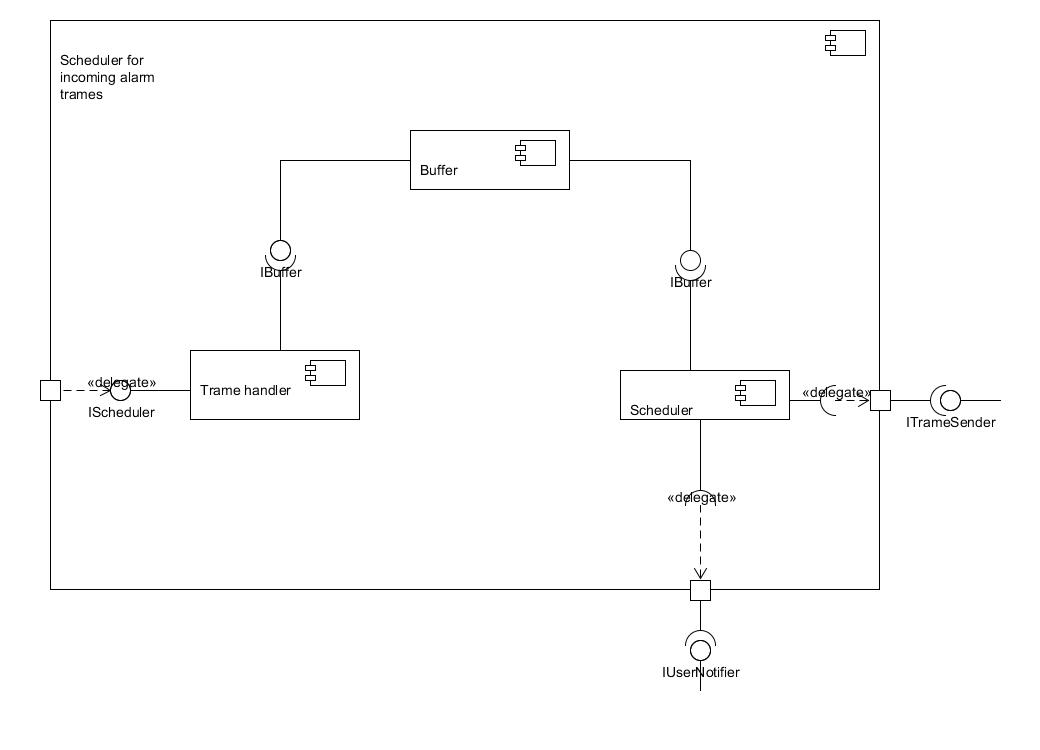 Scheduler for
incoming alarm
trames
Buffer
IBuffer
IBuffer
«delegate»
IScheduler
Trame handler
Scheduler
«delegate»
ITrameSender
«delegate»
IUserNotifier